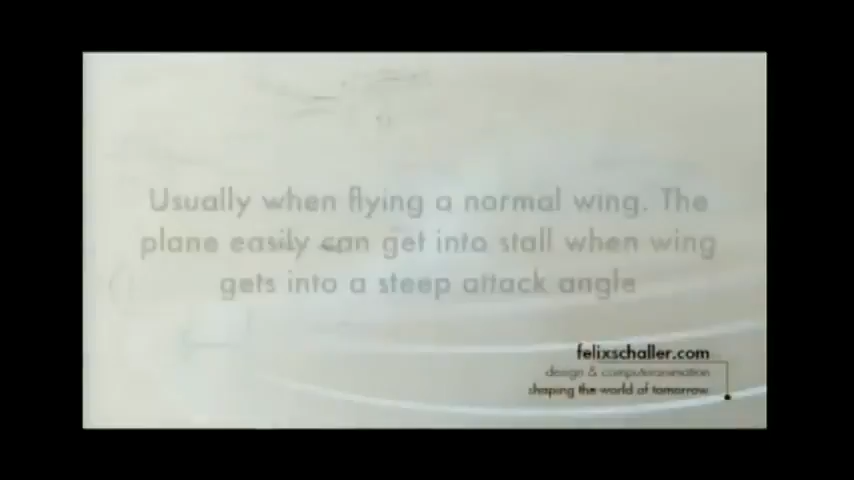 Usually when flying a normal wing. The
plane easily can get into stall when wing
gets into a steep attack angle
felixschaller.com
design & computeranimation
shaping the world of tomorrow